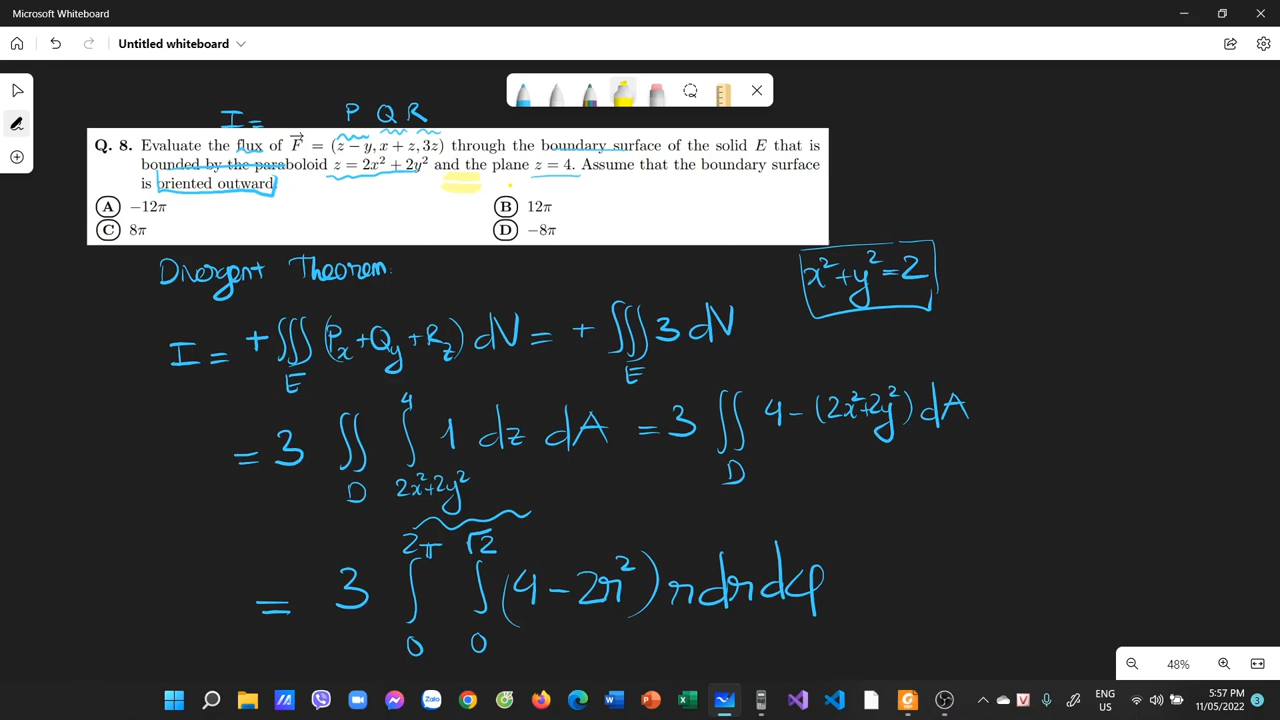 Microsoft Whiteboard
Untitled whiteboard
I = P Q R
Q. 8. Evaluate the flux of F⃗ = (z − y, x + z, 3z) through the boundary surface of the solid E that is
bounded by the paraboloid z = 2x² + 2y² and the plane z = 4. Assume that the boundary surface
is oriented outward
A −12π B 12π
C 8π D −8π
Divergent Theorem.
x² + y² = 2
I = + ∭_E (P_x + Q_y + R_z) dV = + ∭_E 3 dV
= 3 ∬_D ∫_{2x²+2y²}^{4} 1 dz dA = 3 ∬_D 4 − (2x²+2y²) dA
= 3 ∫_0^{2π} ∫_0^{√2} (4 − 2r²) r dr dφ
48%
Zalo
ENG
US
5:57 PM
11/05/2022
3